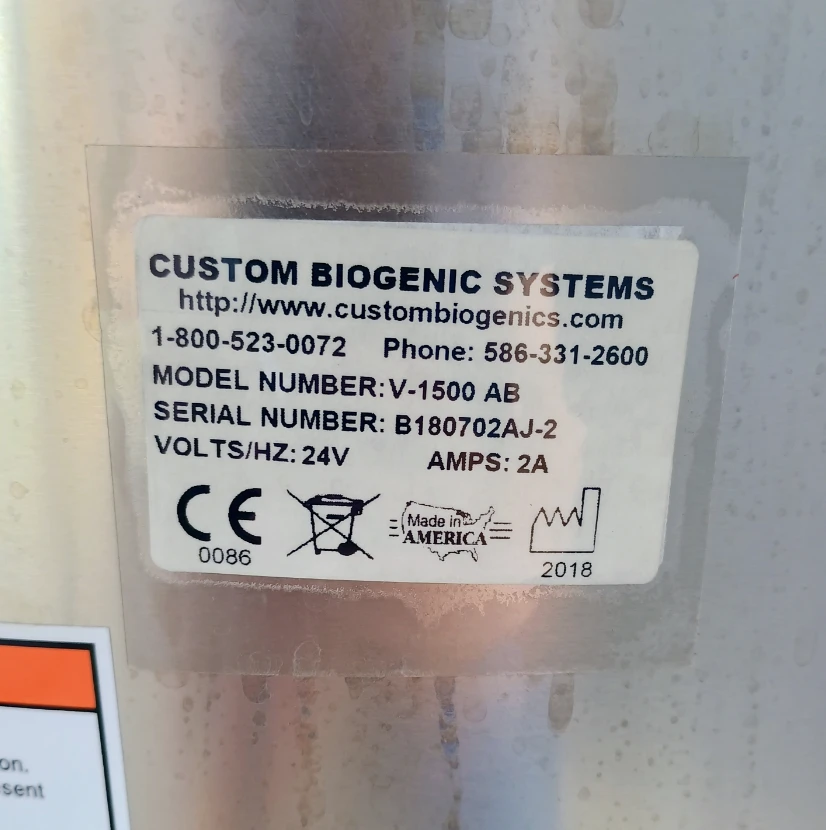 CUSTOM BIOGENIC SYSTEMS
http://www.custombiogenics.com
1-800-523-0072 Phone: 586-331-2600
MODEL NUMBER: V-1500 AB
SERIAL NUMBER: B180702AJ-2
VOLTS/HZ: 24V AMPS: 2A
CE
0086
Made in
AMERICA
2018
on.
sent